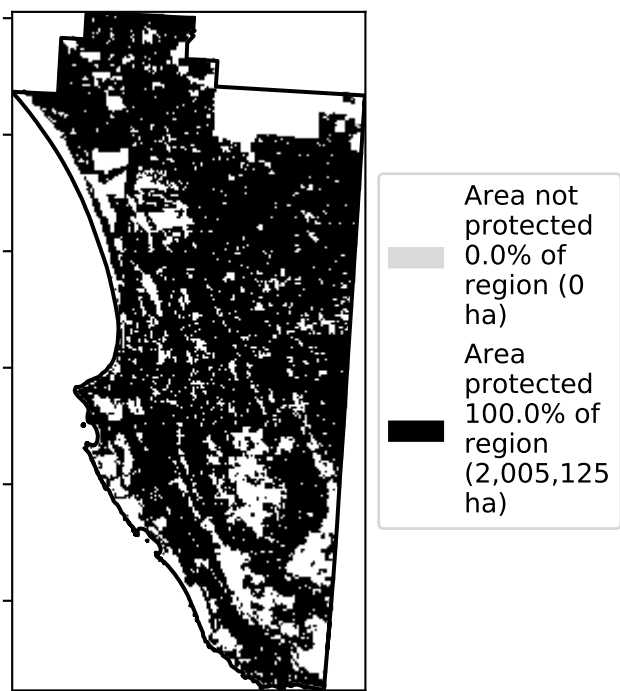 Area not
protected
0.0% of
region (0
ha)
Area
protected
100.0% of
region
(2,005,125
ha)